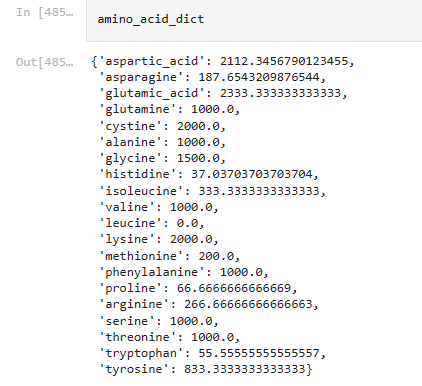 In [485…
amino_acid_dict
Out[485…
{'aspartic_acid': 2112.3456790123455,
'asparagine': 187.6543209876544,
'glutamic_acid': 2333.333333333333,
'glutamine': 1000.0,
'cystine': 2000.0,
'alanine': 1000.0,
'glycine': 1500.0,
'histidine': 37.03703703703704,
'isoleucine': 333.3333333333333,
'valine': 1000.0,
'leucine': 0.0,
'lysine': 2000.0,
'methionine': 200.0,
'phenylalanine': 1000.0,
'proline': 66.6666666666669,
'arginine': 266.66666666666663,
'serine': 1000.0,
'threonine': 1000.0,
'tryptophan': 55.55555555555557,
'tyrosine': 833.3333333333333}